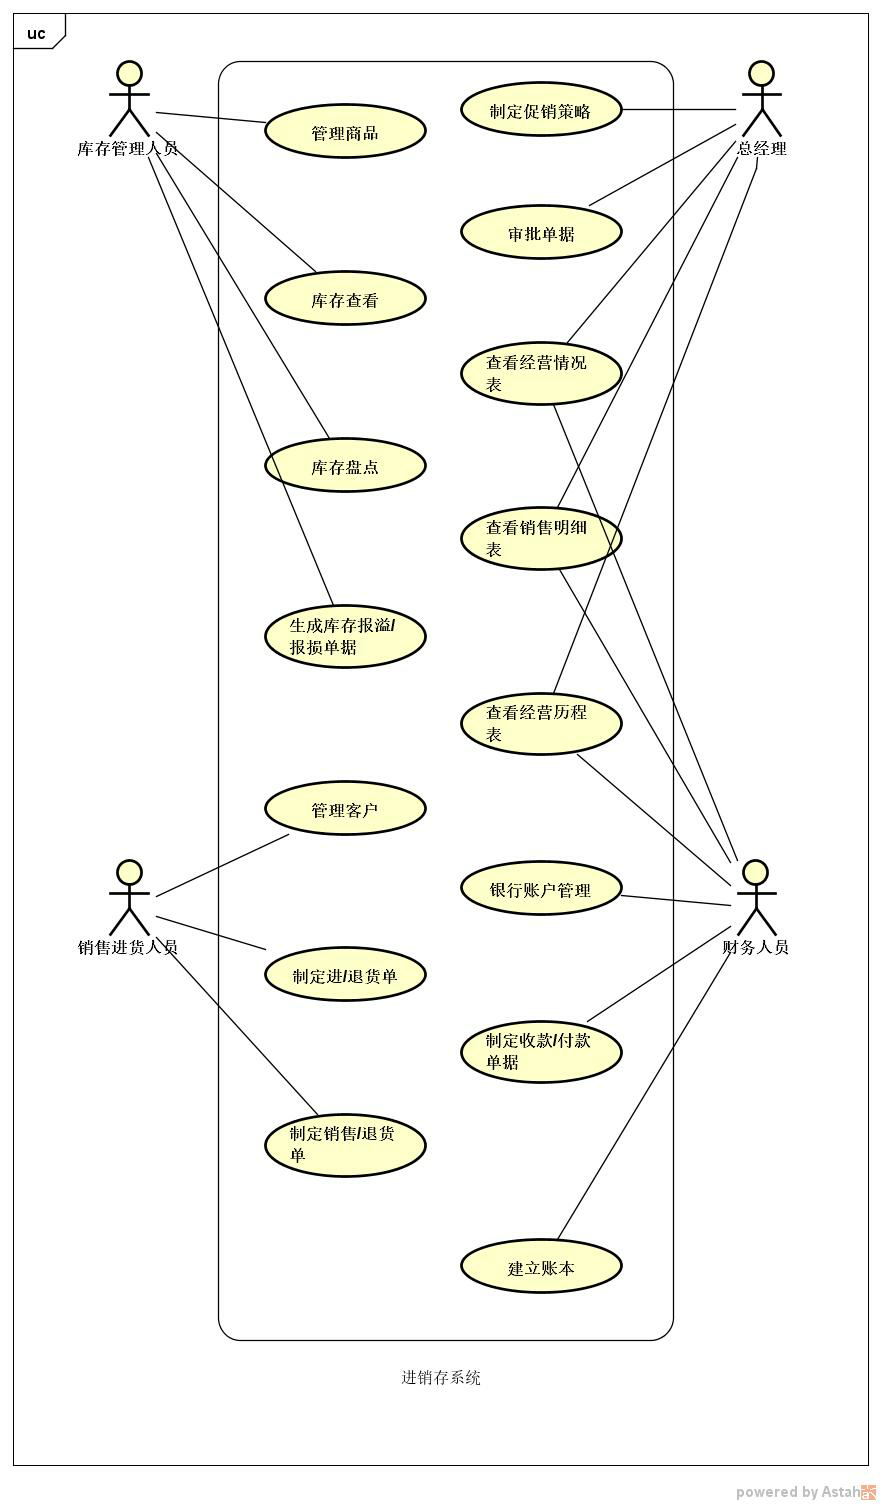 uc
库存管理人员
总经理
管理商品
制定促销策略
审批单据
库存查看
查看经营情况
表
库存盘点
查看销售明细
表
生成库存报溢/
报损单据
查看经营历程
表
管理客户
银行账户管理
销售进货人员
财务人员
制定进/退货单
制定收款/付款
单据
制定销售/退货
单
建立账本
进销存系统
powered by Astah